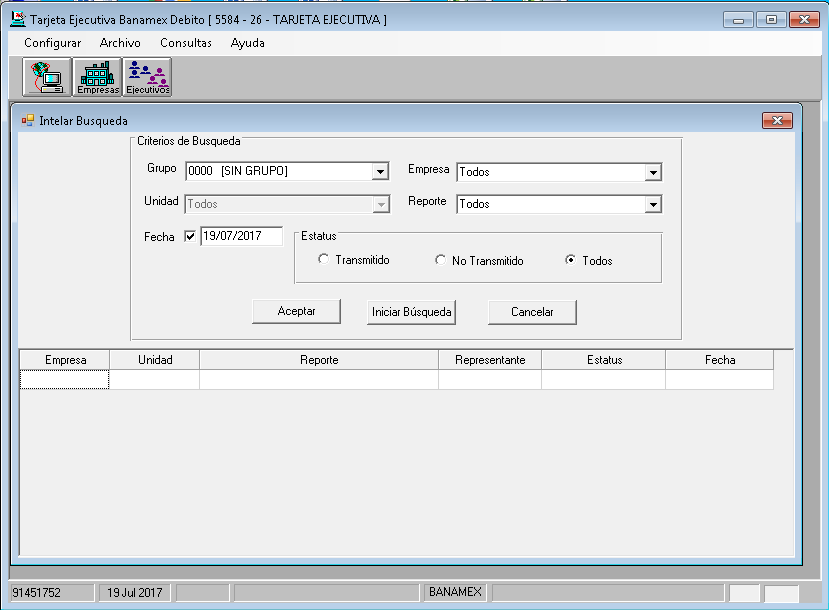 Tarjeta Ejecutiva Banamex Debito [ 5584 - 26 - TARJETA EJECUTIVA ]
Configurar Archivo Consultas Ayuda
Empresas Ejecutivos
Intelar Busqueda
Criterios de Busqueda
Grupo 0000 [SIN GRUPO] Empresa Todos
Unidad Todos Reporte Todos
Fecha 19/07/2017
Estatus
Transmitido No Transmitido Todos
Aceptar Iniciar Búsqueda Cancelar
Empresa Unidad Reporte Representante Estatus Fecha
91451752 19 Jul 2017 BANAMEX